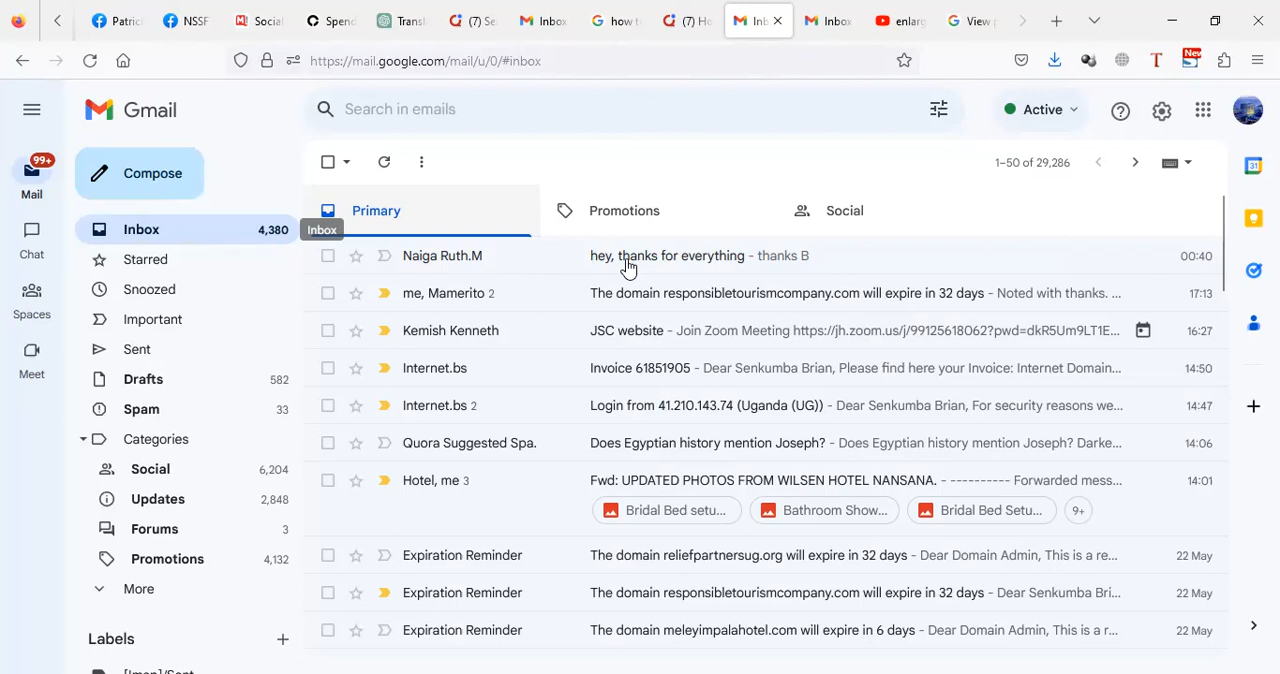 Patric NSSF Social Spend Trans (7) Se Inbox how t (7) Ho Inb Inbox enlarg View p
https://mail.google.com/mail/u/0/#inbox
T New
Gmail
Search in emails
Active
99+
Mail
Compose
1–50 of 29,286
Chat
Spaces
Meet
Inbox 4,380
Inbox
Starred
Snoozed
Important
Sent
Drafts 582
Spam 33
Categories
Social 6,204
Updates 2,848
Forums 3
Promotions 4,132
More
Labels
[Imap]/Sent
Primary Promotions Social
Naiga Ruth.M hey, thanks for everything - thanks B 00:40
me, Mamerito 2 The domain responsibletourismcompany.com will expire in 32 days - Noted with thanks. ... 17:13
Kemish Kenneth JSC website - Join Zoom Meeting https://jh.zoom.us/j/99125618062?pwd=dkR5Um9LT1E... 16:27
Internet.bs Invoice 61851905 - Dear Senkumba Brian, Please find here your Invoice: Internet Domain... 14:50
Internet.bs 2 Login from 41.210.143.74 (Uganda (UG)) - Dear Senkumba Brian, For security reasons we... 14:47
Quora Suggested Spa. Does Egyptian history mention Joseph? - Does Egyptian history mention Joseph? Darke... 14:06
Hotel, me 3 Fwd: UPDATED PHOTOS FROM WILSEN HOTEL NANSANA. - ---------- Forwarded mess... 14:01
Bridal Bed setu... Bathroom Show... Bridal Bed Setu... 9+
Expiration Reminder The domain reliefpartnersug.org will expire in 32 days - Dear Domain Admin, This is a re... 22 May
Expiration Reminder The domain responsibletourismcompany.com will expire in 32 days - Dear Senkumba Bri... 22 May
Expiration Reminder The domain meleyimpalahotel.com will expire in 6 days - Dear Domain Admin, This is a r... 22 May